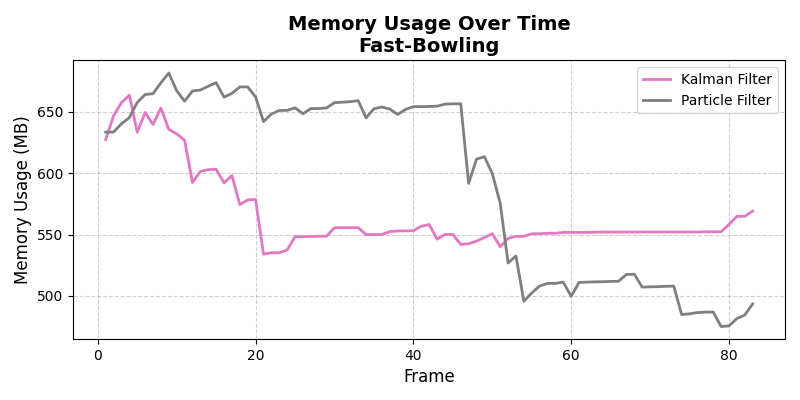 Memory Usage Over Time
Fast-Bowling
Kalman Filter
Particle Filter
Memory Usage (MB)
650
600
550
500
0 20 40 60 80
Frame